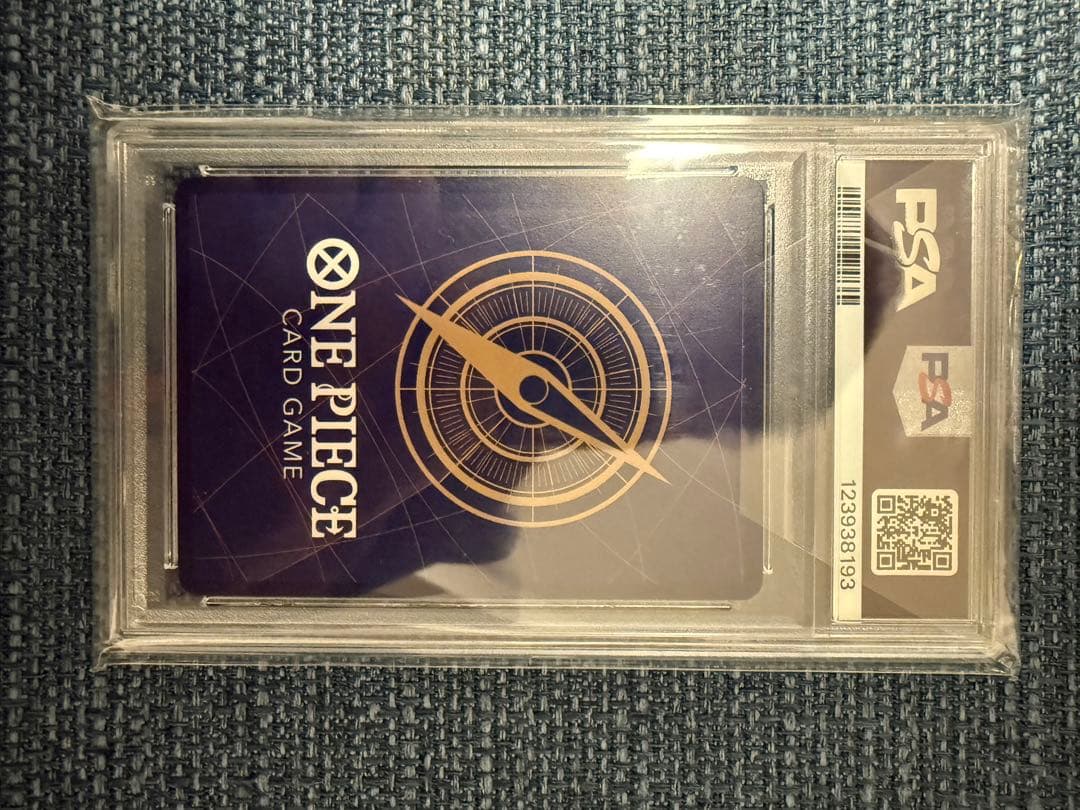 PSA
PSA
123938193
ONE PIECE
CARD GAME